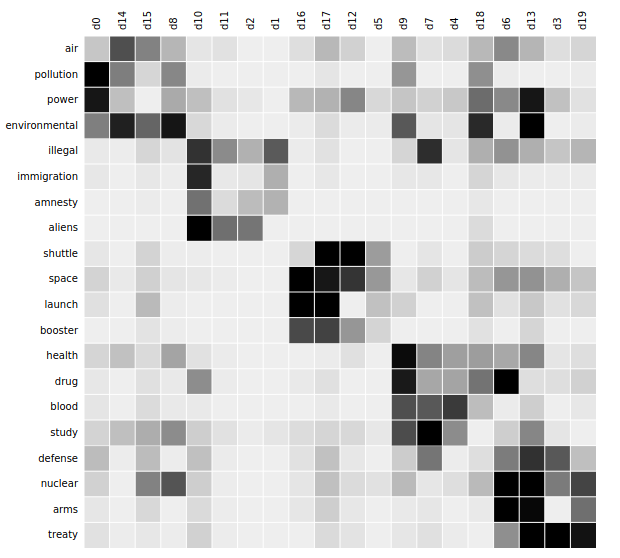 d0 d14 d15 d8 d10 d11 d2 d1 d16 d17 d12 d5 d9 d7 d4 d18 d6 d13 d3 d19
air
pollution
power
environmental
illegal
immigration
amnesty
aliens
shuttle
space
launch
booster
health
drug
blood
study
defense
nuclear
arms
treaty